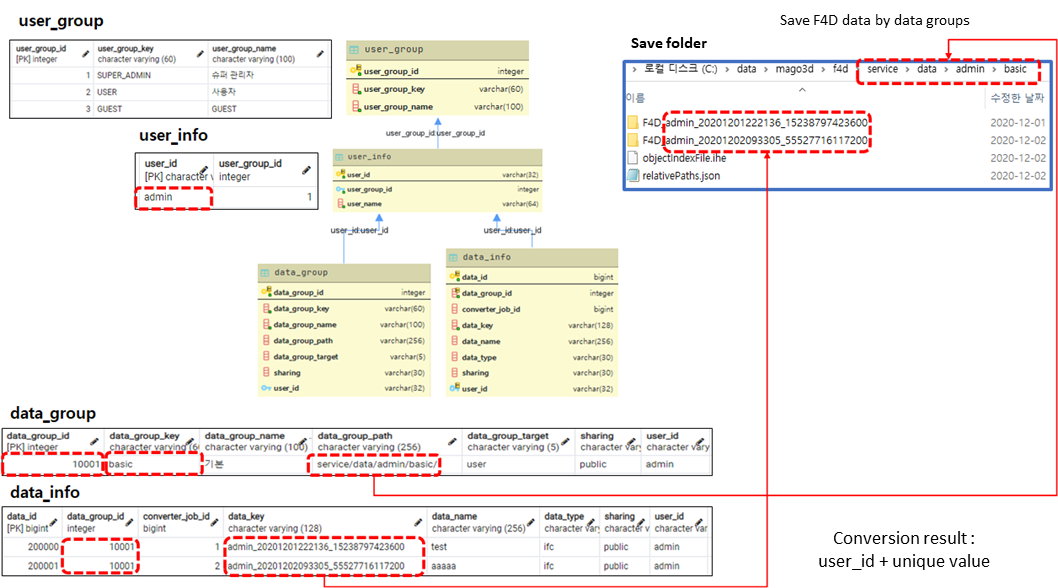 user_group
user_group_id
[PK] integer
user_group_key
character varying (60)
user_group_name
character varying (100)
1 SUPER_ADMIN 슈퍼 관리자
2 USER 사용자
3 GUEST GUEST
user_info
user_id
[PK] character v
user_group_id
integer
admin 1
user_group
user_group_id integer
user_group_key varchar(60)
user_group_name varchar(100)
user_group_id:user_group_id
user_info
user_id varchar(32)
user_group_id integer
user_name varchar(64)
user_id:user_id
user_id:user_id
data_group
data_group_id integer
data_group_key varchar(60)
data_group_name varchar(100)
data_group_path varchar(256)
data_group_target varchar(5)
sharing varchar(30)
user_id varchar(32)
data_info
data_id bigint
data_group_id integer
converter_job_id bigint
data_key varchar(128)
data_name varchar(256)
data_type varchar(30)
sharing varchar(30)
user_id varchar(32)
Save F4D data by data groups
Save folder
› 로컬 디스크 (C:) › data › mago3d › f4d › service › data › admin › basic
이름 수정한 날짜
F4D_admin_20201201222136_15238797423600 2020-12-01
F4D_admin_20201202093305_55527716117200 2020-12-02
objectIndexFile.ihe 2020-12-02
relativePaths.json 2020-12-02
data_group
data_group_id
[PK] integer
data_group_key
character varying (60
data_group_name
character varying (100)
data_group_path
character varying (256)
data_group_target
character varying (5)
sharing
character vary
user_id
character vary
10001 basic 기본 service/data/admin/basic/ user public admin
data_info
data_id
[PK] bigint
data_group_id
integer
converter_job_id
bigint
data_key
character varying (128)
data_name
character varying (256)
data_type
character var
sharing
character v
user_id
character var
200000 10001 1 admin_20201201222136_15238797423600 test ifc public admin
200001 10001 2 admin_20201202093305_55527716117200 aaaaa ifc public admin
Conversion result :
user_id + unique value